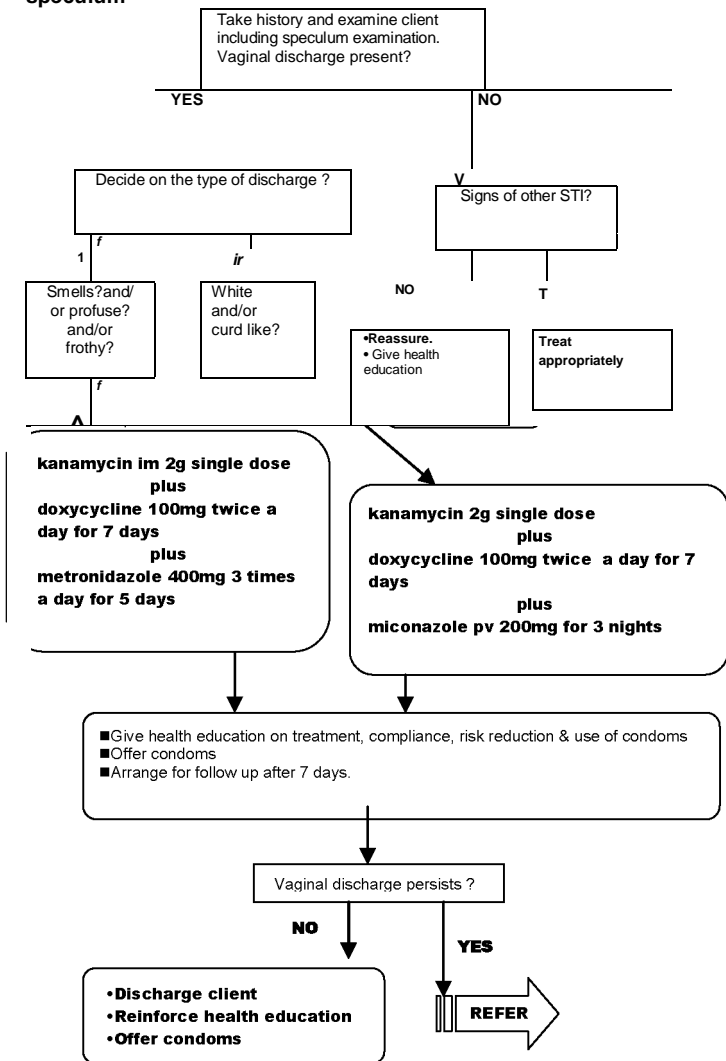 speculum
Take history and examine client
including speculum examination.
Vaginal discharge present?
YES
NO
Decide on the type of discharge ?
V
Signs of other STI?
f
1
ir
Smells?and/
or profuse?
and/or
frothy?
White
and/or
curd like?
NO
T
•Reassure.
• Give health
education
Treat
appropriately
f
kanamycin im 2g single dose
plus
doxycycline 100mg twice a
day for 7 days
plus
metronidazole 400mg 3 times
a day for 5 days
kanamycin 2g single dose
plus
doxycycline 100mg twice a day for 7
days
plus
miconazole pv 200mg for 3 nights
■Give health education on treatment, compliance, risk reduction & use of condoms
■Offer condoms
■Arrange for follow up after 7 days.
Vaginal discharge persists ?
NO
YES
•Discharge client
•Reinforce health education
•Offer condoms
REFER